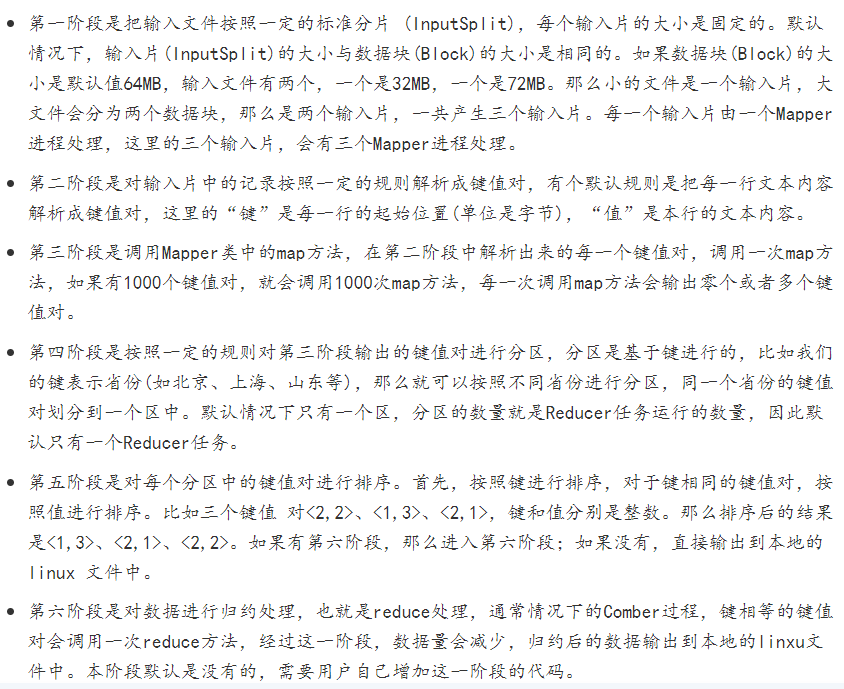 第一阶段是把输入文件按照一定的标准分片 (InputSplit), 每个输入片的大小是固定的。默认
情况下, 输入片(InputSplit)的大小与数据块(Block)的大小是相同的。如果数据块(Block)的大
小是默认值64MB, 输入文件有两个, 一个是32MB, 一个是72MB。那么小的文件是一个输入片, 大
文件会分为两个数据块, 那么是两个输入片, 一共产生三个输入片。每一个输入片由一个Mapper
进程处理, 这里的三个输入片, 会有三个Mapper进程处理。
第二阶段是对输入片中的记录按照一定的规则解析成键值对, 有个默认规则是把每一行文本内容
解析成键值对, 这里的“键”是每一行的起始位置(单位是字节), “值”是本行的文本内容。
第三阶段是调用Mapper类中的map方法, 在第二阶段中解析出来的每一个键值对, 调用一次map方
法, 如果有1000个键值对, 就会调用1000次map方法, 每一次调用map方法会输出零个或者多个键
值对。
第四阶段是按照一定的规则对第三阶段输出的键值对进行分区, 分区是基于键进行的, 比如我们
的键表示省份(如北京、上海、山东等), 那么就可以按照不同省份进行分区, 同一个省份的键值
对划分到一个区中。默认情况下只有一个区, 分区的数量就是Reducer任务运行的数量, 因此默
认只有一个Reducer任务。
第五阶段是对每个分区中的键值对进行排序。首先, 按照键进行排序, 对于键相同的键值对, 按
照值进行排序。比如三个键值 对<2,2>、<1,3>、<2,1>, 键和值分别是整数。那么排序后的结果
是<1,3>、<2,1>、<2,2>。如果有第六阶段, 那么进入第六阶段; 如果没有, 直接输出到本地的
linux 文件中。
第六阶段是对数据进行归约处理, 也就是reduce处理, 通常情况下的Comber过程, 键相等的键值
对会调用一次reduce方法, 经过这一阶段, 数据量会减少, 归约后的数据输出到本地的linxu文
件中。本阶段默认是没有的, 需要用户自己增加这一阶段的代码。